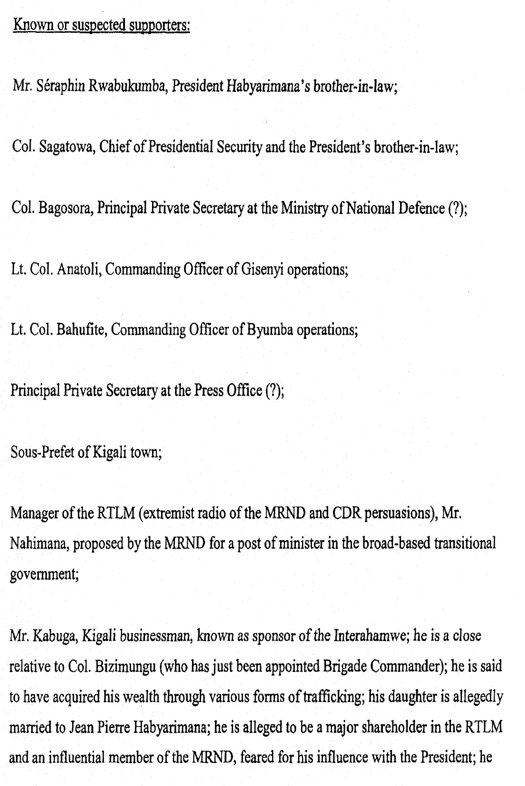 Known or suspected supporters:
Mr. Séraphin Rwabukumba, President Habyarimana's brother-in-law;
Col. Sagatowa, Chief of Presidential Security and the President's brother-in-law;
Col. Bagosora, Principal Private Secretary at the Ministry of National Defence (?);
Lt. Col. Anatoli, Commanding Officer of Gisenyi operations;
Lt. Col. Bahufite, Commanding Officer of Byumba operations;
Principal Private Secretary at the Press Office (?);
Sous-Prefet of Kigali town;
Manager of the RTLM (extremist radio of the MRND and CDR persuasions), Mr.
Nahimana, proposed by the MRND for a post of minister in the broad-based transitional
government;
Mr. Kabuga, Kigali businessman, known as sponsor of the Interahamwe; he is a close
relative to Col. Bizimungu (who has just been appointed Brigade Commander); he is said
to have acquired his wealth through various forms of trafficking; his daughter is allegedly
married to Jean Pierre Habyarimana; he is alleged to be a major shareholder in the RTLM
and an influential member of the MRND, feared for his influence with the President; he